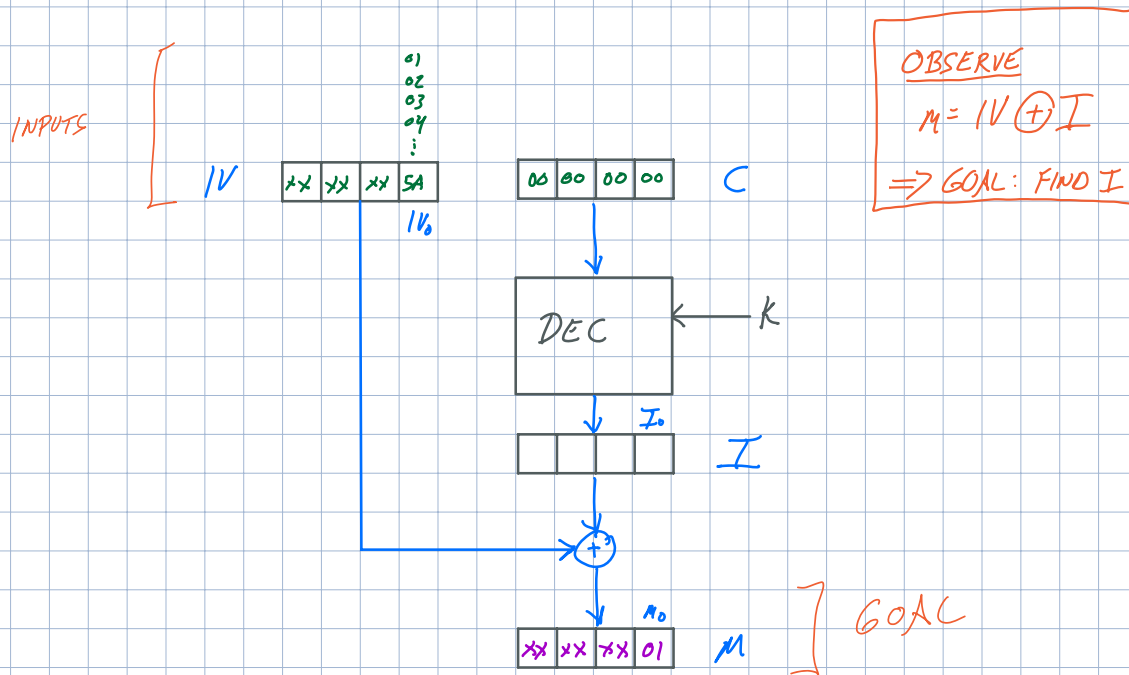 01
02
03
04
⋮
INPUTS
IV
xx xx xx 5A
IV₀
00 00 00 00
C
OBSERVE
M = IV ⊕ I
=> GOAL: FIND I
DEC
K
I₀
I
+
M₀
xx xx xx 01
M
GOAL